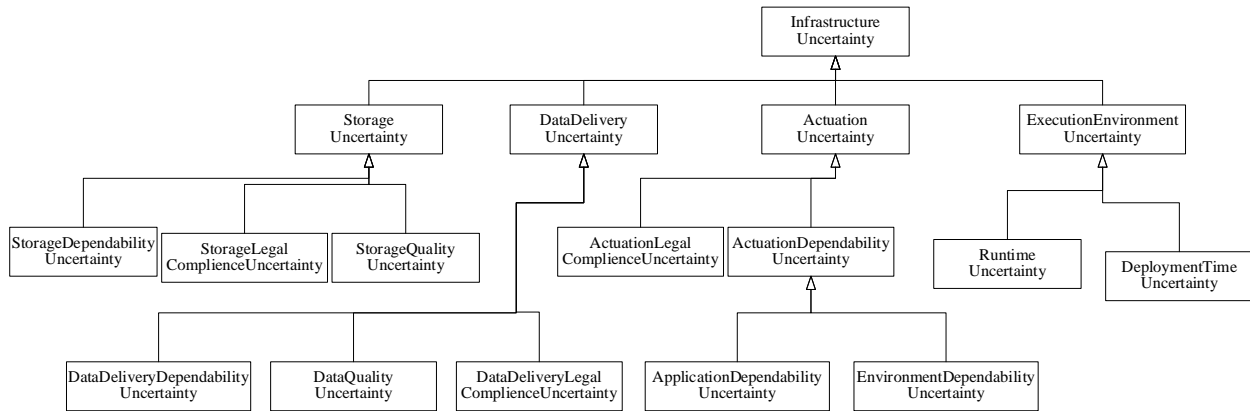 Infrastructure
Uncertainty
Storage
Uncertainty
DataDelivery
Uncertainty
Actuation
Uncertainty
ExecutionEnvironment
Uncertainty
StorageDependability
Uncertainty
StorageLegal
ComplienceUncertainty
StorageQuality
Uncertainty
ActuationLegal
ComplienceUncertainty
ActuationDependability
Uncertainty
Runtime
Uncertainty
DeploymentTime
Uncertainty
DataDeliveryDependability
Uncertainty
DataQuality
Uncertainty
DataDeliveryLegal
ComplienceUncertainty
ApplicationDependability
Uncertainty
EnvironmentDependability
Uncertainty